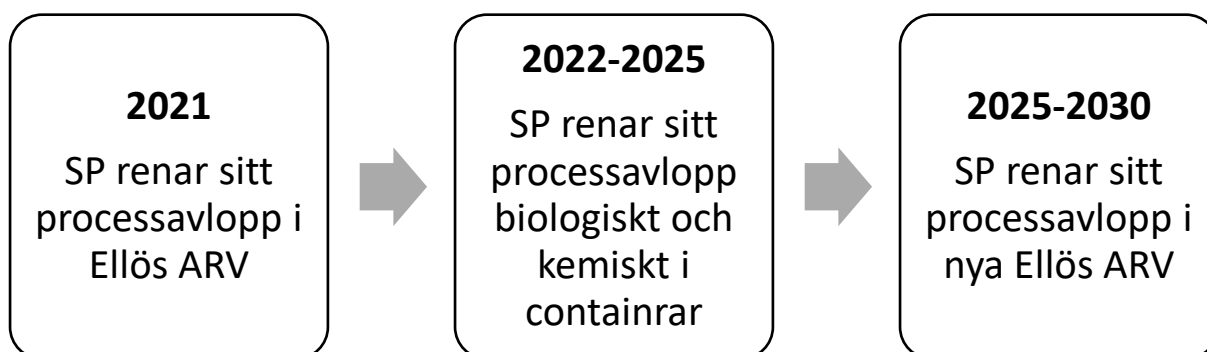 2021
SP renar sitt
processavlopp i
Ellös ARV
2022-2025
SP renar sitt
processavlopp
biologiskt och
kemiskt i
containrar
2025-2030
SP renar sitt
processavlopp i
nya Ellös ARV